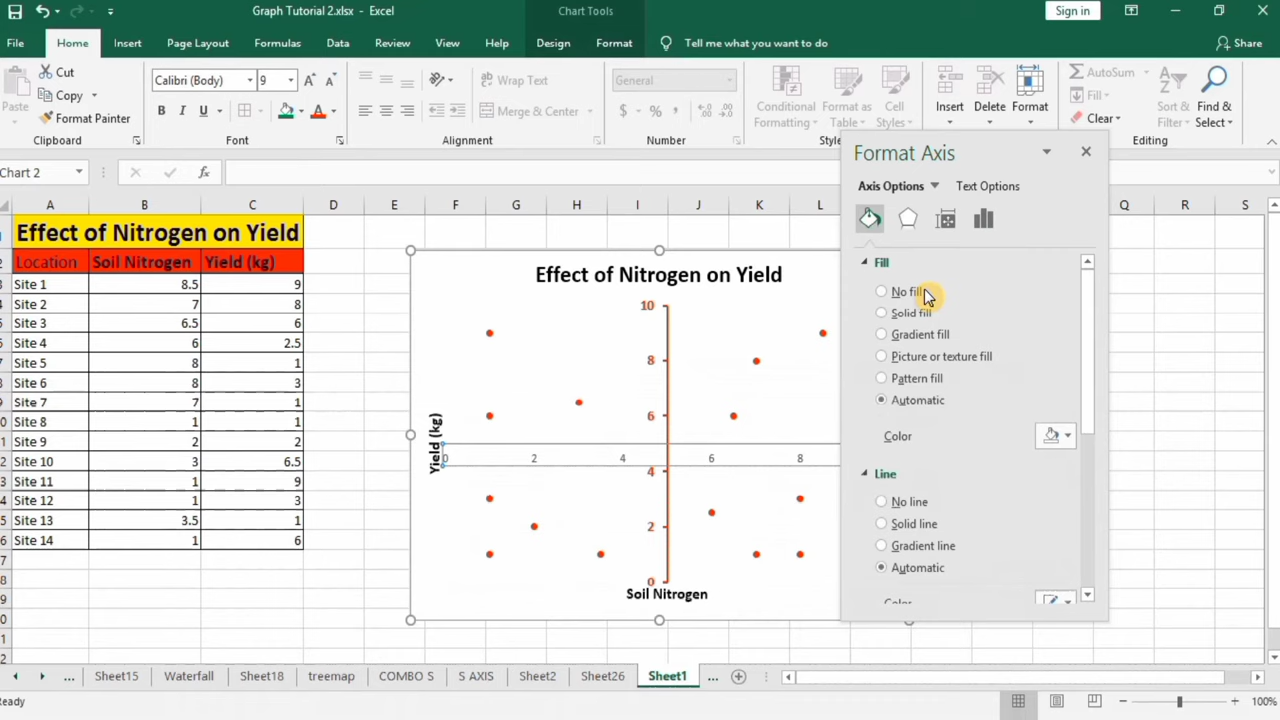 Graph Tutorial 2.xlsx - Excel
Chart Tools
Sign in
File Home Insert Page Layout Formulas Data Review View Help Design Format Tell me what you want to do Share
Paste
Cut
Copy
Format Painter
Clipboard
Calibri (Body) 9
B I U
Font
Wrap Text
Merge & Center
Alignment
General
$ %
Number
Conditional Formatting
Format as Table
Cell Styles
Insert
Delete
Format
AutoSum
Fill
Clear
Sort & Filter
Find & Select
Editing
Chart 2
fx
A B C D E F G H I J K L Q R S
Effect of Nitrogen on Yield
Location Soil Nitrogen Yield (kg)
Site 1 8.5 9
Site 2 7 8
Site 3 6.5 6
Site 4 6 2.5
Site 5 8 1
Site 6 8 3
Site 7 7 1
Site 8 1 1
Site 9 2 2
Site 10 3 6.5
Site 11 1 9
Site 12 1 3
Site 13 3.5 1
Site 14 1 6
Effect of Nitrogen on Yield
10
8
6
4
2
0
0 2 4 6 8
Yield (kg)
Soil Nitrogen
Format Axis
Axis Options Text Options
Fill
No fill
Solid fill
Gradient fill
Picture or texture fill
Pattern fill
Automatic
Color
Line
No line
Solid line
Gradient line
Automatic
Color
... Sheet15 Waterfall Sheet18 treemap COMBO S S AXIS Sheet2 Sheet26 Sheet1 ...
eady
100%